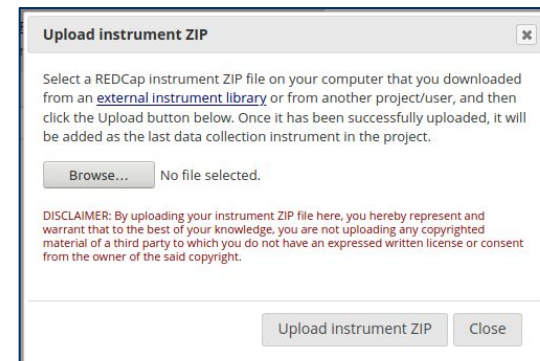 Upload instrument ZIP
Select a REDCap instrument ZIP file on your computer that you downloaded
from an external instrument library or from another project/user, and then
click the Upload button below. Once it has been successfully uploaded, it will
be added as the last data collection instrument in the project.
Browse... No file selected.
DISCLAIMER: By uploading your instrument ZIP file here, you hereby represent and
warrant that to the best of your knowledge, you are not uploading any copyrighted
material of a third party to which you do not have an expressed written license or consent
from the owner of the said copyright.
Upload instrument ZIP Close